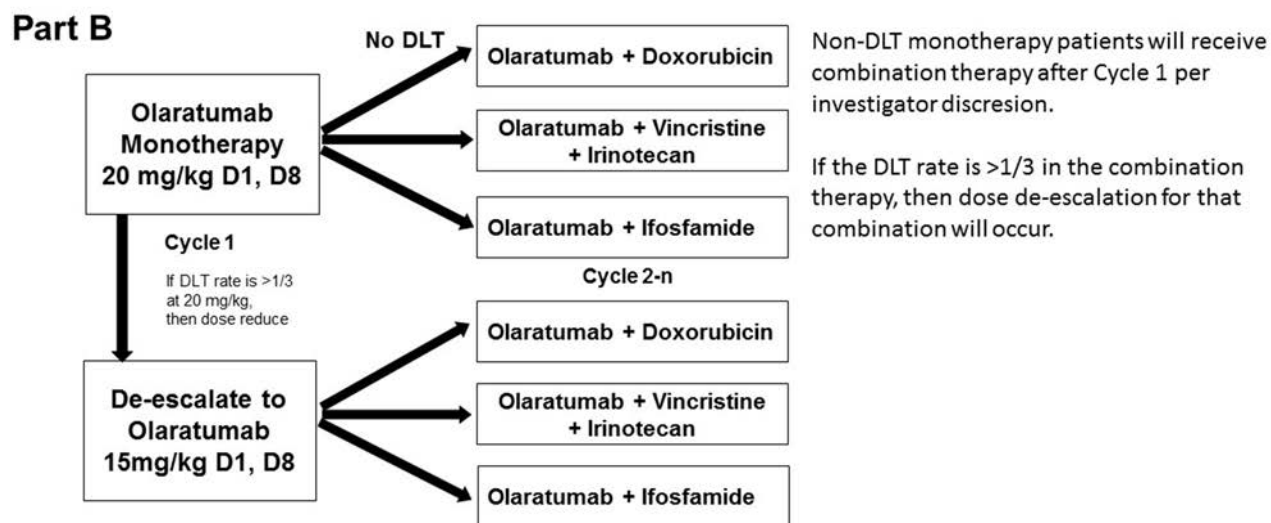 Part B
No DLT
Olaratumab
Monotherapy
20 mg/kg D1, D8
Olaratumab + Doxorubicin
Olaratumab + Vincristine
+ Irinotecan
Olaratumab + Ifosfamide
Cycle 1
If DLT rate is >1/3
at 20 mg/kg,
then dose reduce
Cycle 2-n
De-escalate to
Olaratumab
15mg/kg D1, D8
Olaratumab + Doxorubicin
Olaratumab + Vincristine
+ Irinotecan
Olaratumab + Ifosfamide
Non-DLT monotherapy patients will receive
combination therapy after Cycle 1 per
investigator discresion.
If the DLT rate is >1/3 in the combination
therapy, then dose de-escalation for that
combination will occur.